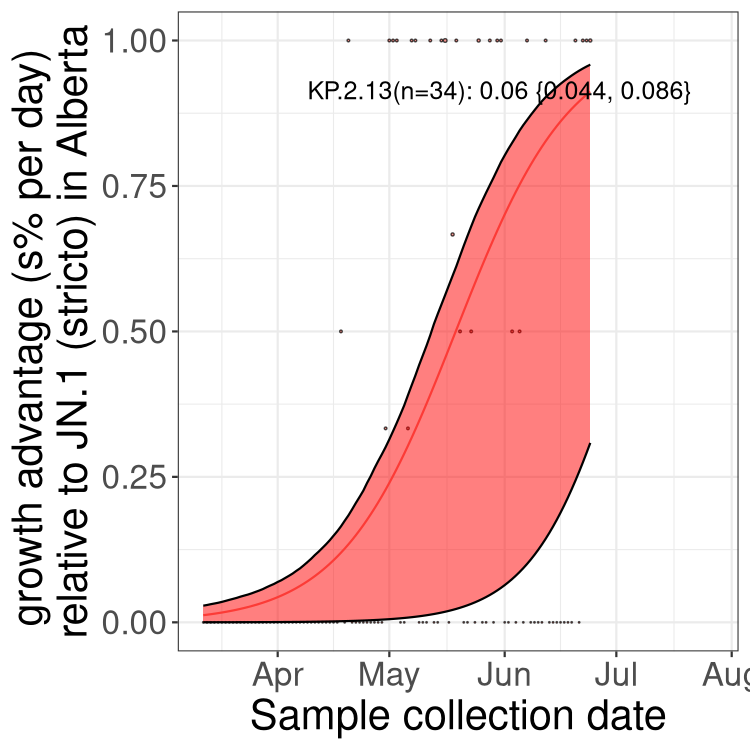 growth advantage (s% per day)
relative to JN.1 (stricto) in Alberta
1.00
0.75
0.50
0.25
0.00
KP.2.13(n=34): 0.06 {0.044, 0.086}
Apr May Jun Jul Aug
Sample collection date